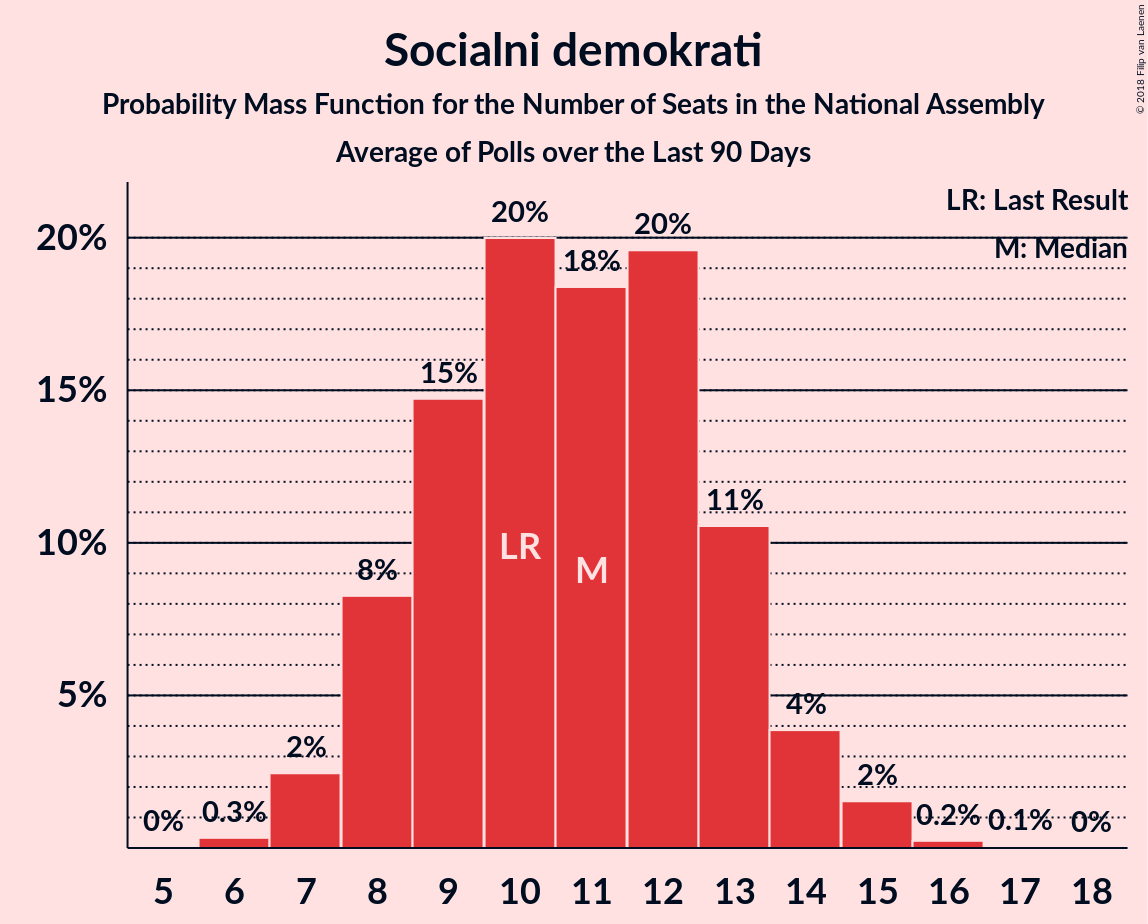 Socialni demokrati
Probability Mass Function for the Number of Seats in the National Assembly
Average of Polls over the Last 90 Days
© 2018 Filip van Laenen
LR: Last Result
M: Median
20%
15%
10%
5%
0%
0.3%
2%
8%
15%
20%
18%
20%
11%
4%
2%
0.2%
0.1%
0%
LR
M
5 6 7 8 9 10 11 12 13 14 15 16 17 18